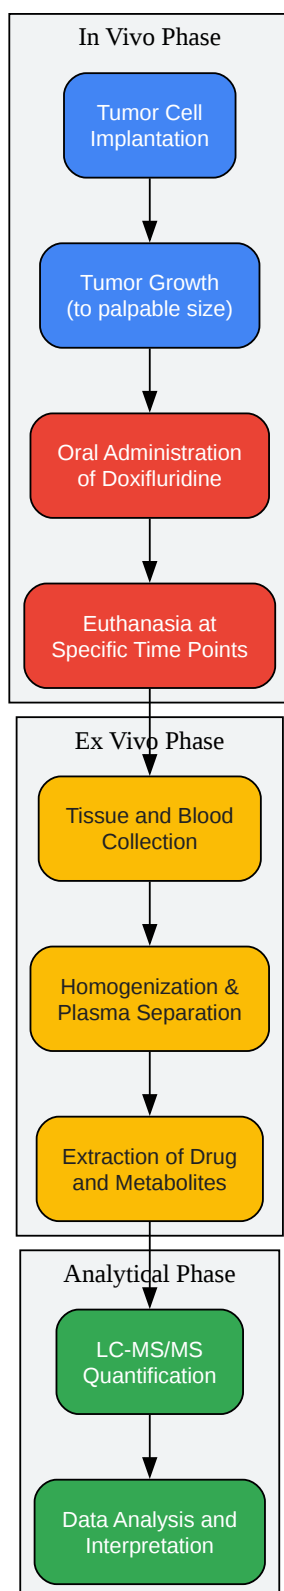 In Vivo Phase
Tumor Cell
Implantation
Tumor Growth
(to palpable size)
Oral Administration
of Doxifluridine
Euthanasia at
Specific Time Points
Ex Vivo Phase
Tissue and Blood
Collection
Homogenization &
Plasma Separation
Extraction of Drug
and Metabolites
Analytical Phase
LC-MS/MS
Quantification
Data Analysis and
Interpretation